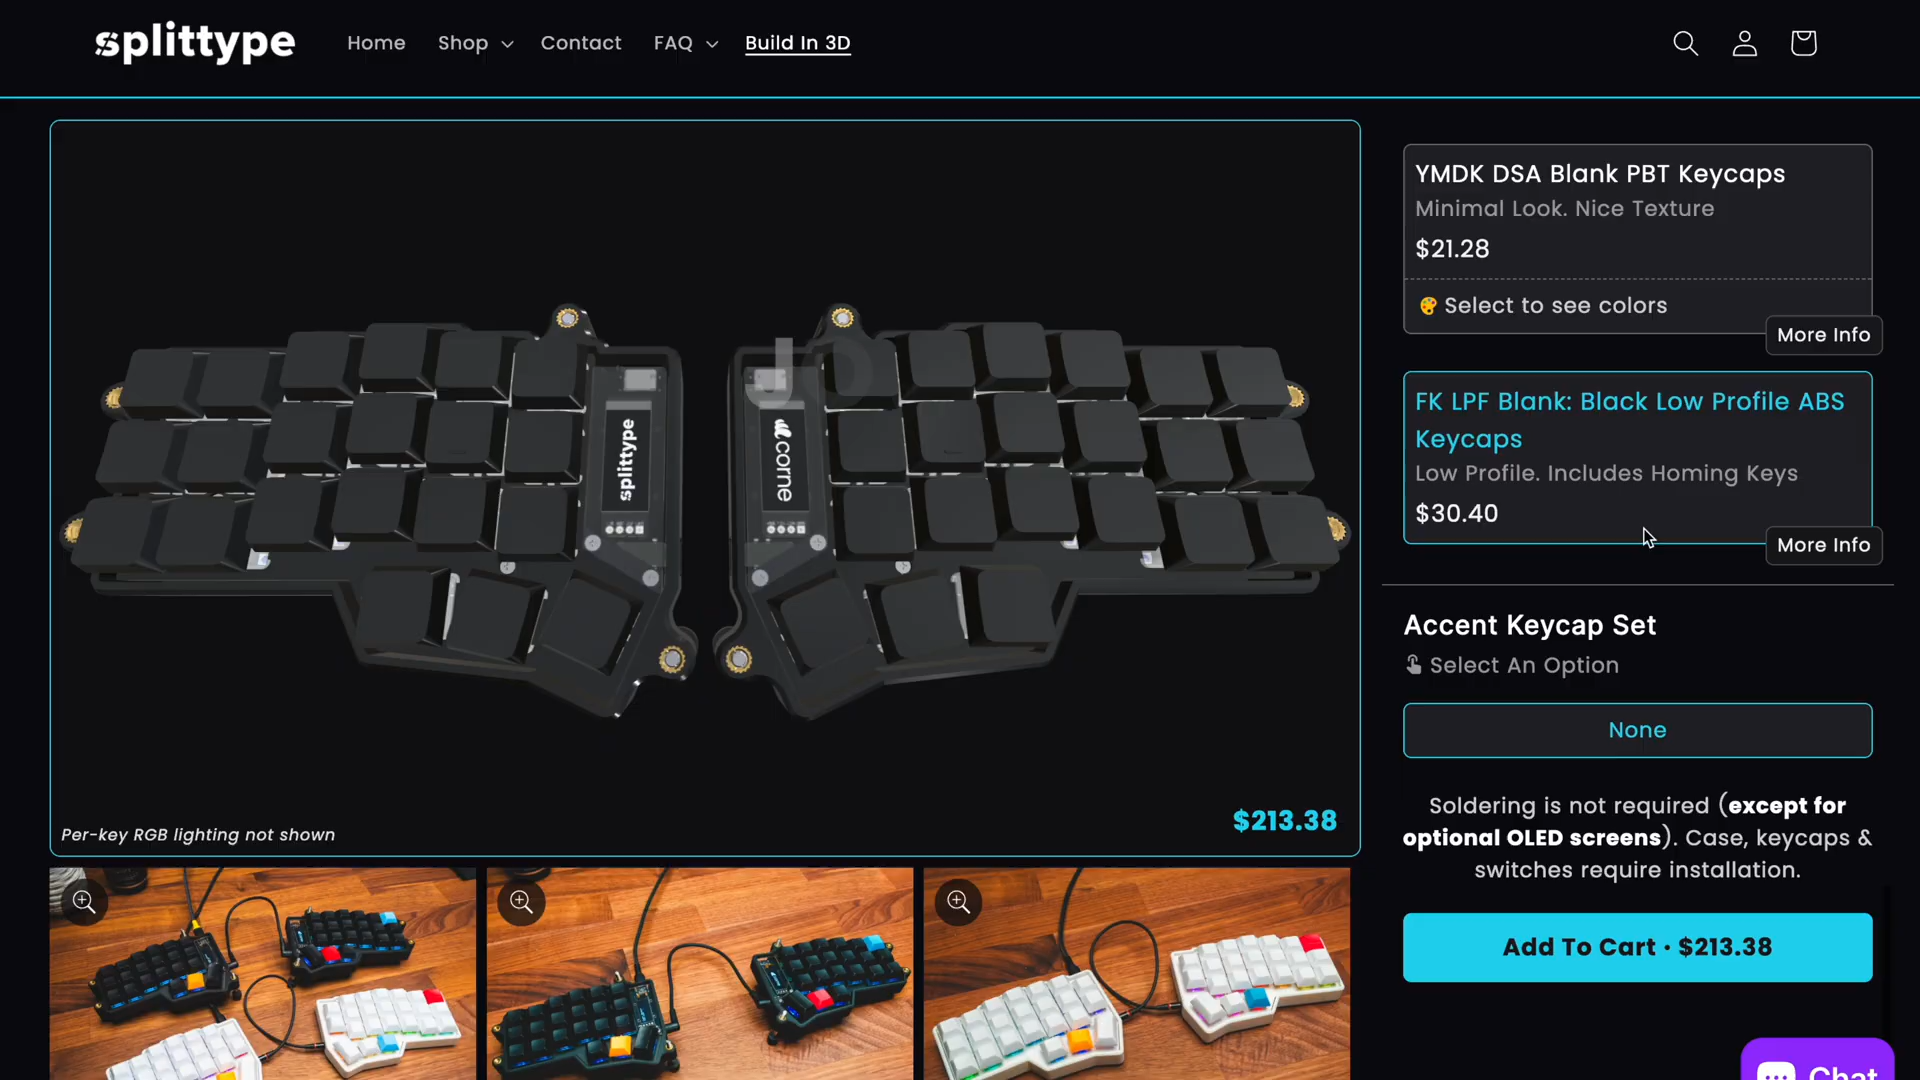 splittype
Home
Shop
Contact
FAQ
Build In 3D
YMDK DSA Blank PBT Keycaps
Minimal Look. Nice Texture
$21.28
Select to see colors
More Info
FK LPF Blank: Black Low Profile ABS
Keycaps
Low Profile. Includes Homing Keys
$30.40
More Info
JO
splittype
corne
Accent Keycap Set
Select An Option
None
Per-key RGB lighting not shown
$213.38
Soldering is not required (except for
optional OLED screens). Case, keycaps &
switches require installation.
Add To Cart · $213.38
Chat